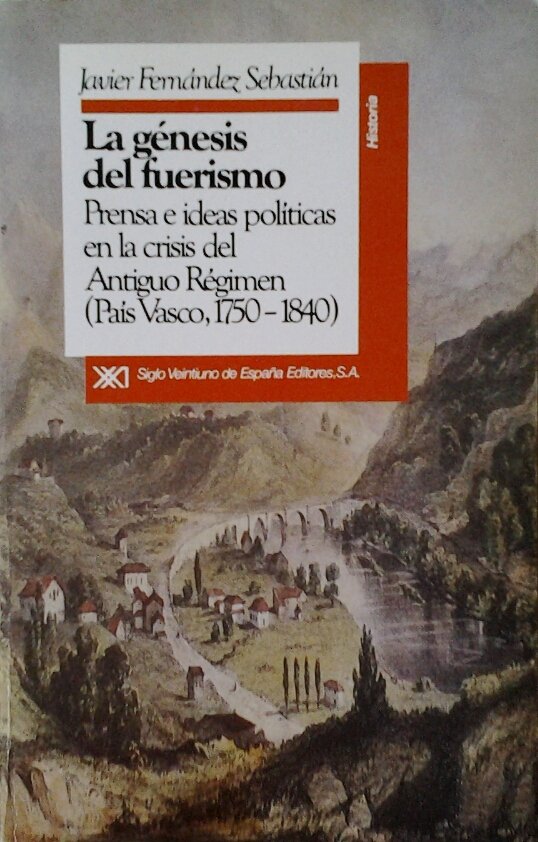 Javier Fernández Sebastián
La génesis
del fuerismo
Prensa e ideas políticas
en la crisis del
Antiguo Régimen
(País Vasco, 1750-1840)
Historia
XXI Siglo Veintiuno de España Editores, S.A.